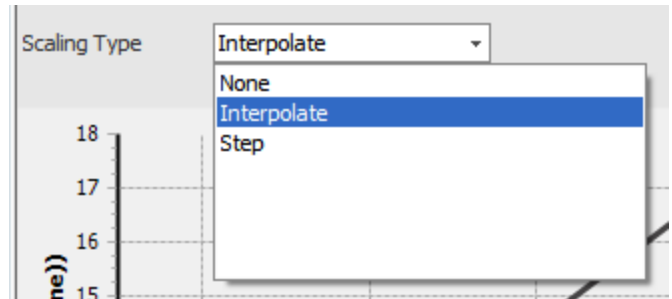 Scaling Type Interpolate
None
Interpolate
Step
18
17
16
15
ne))